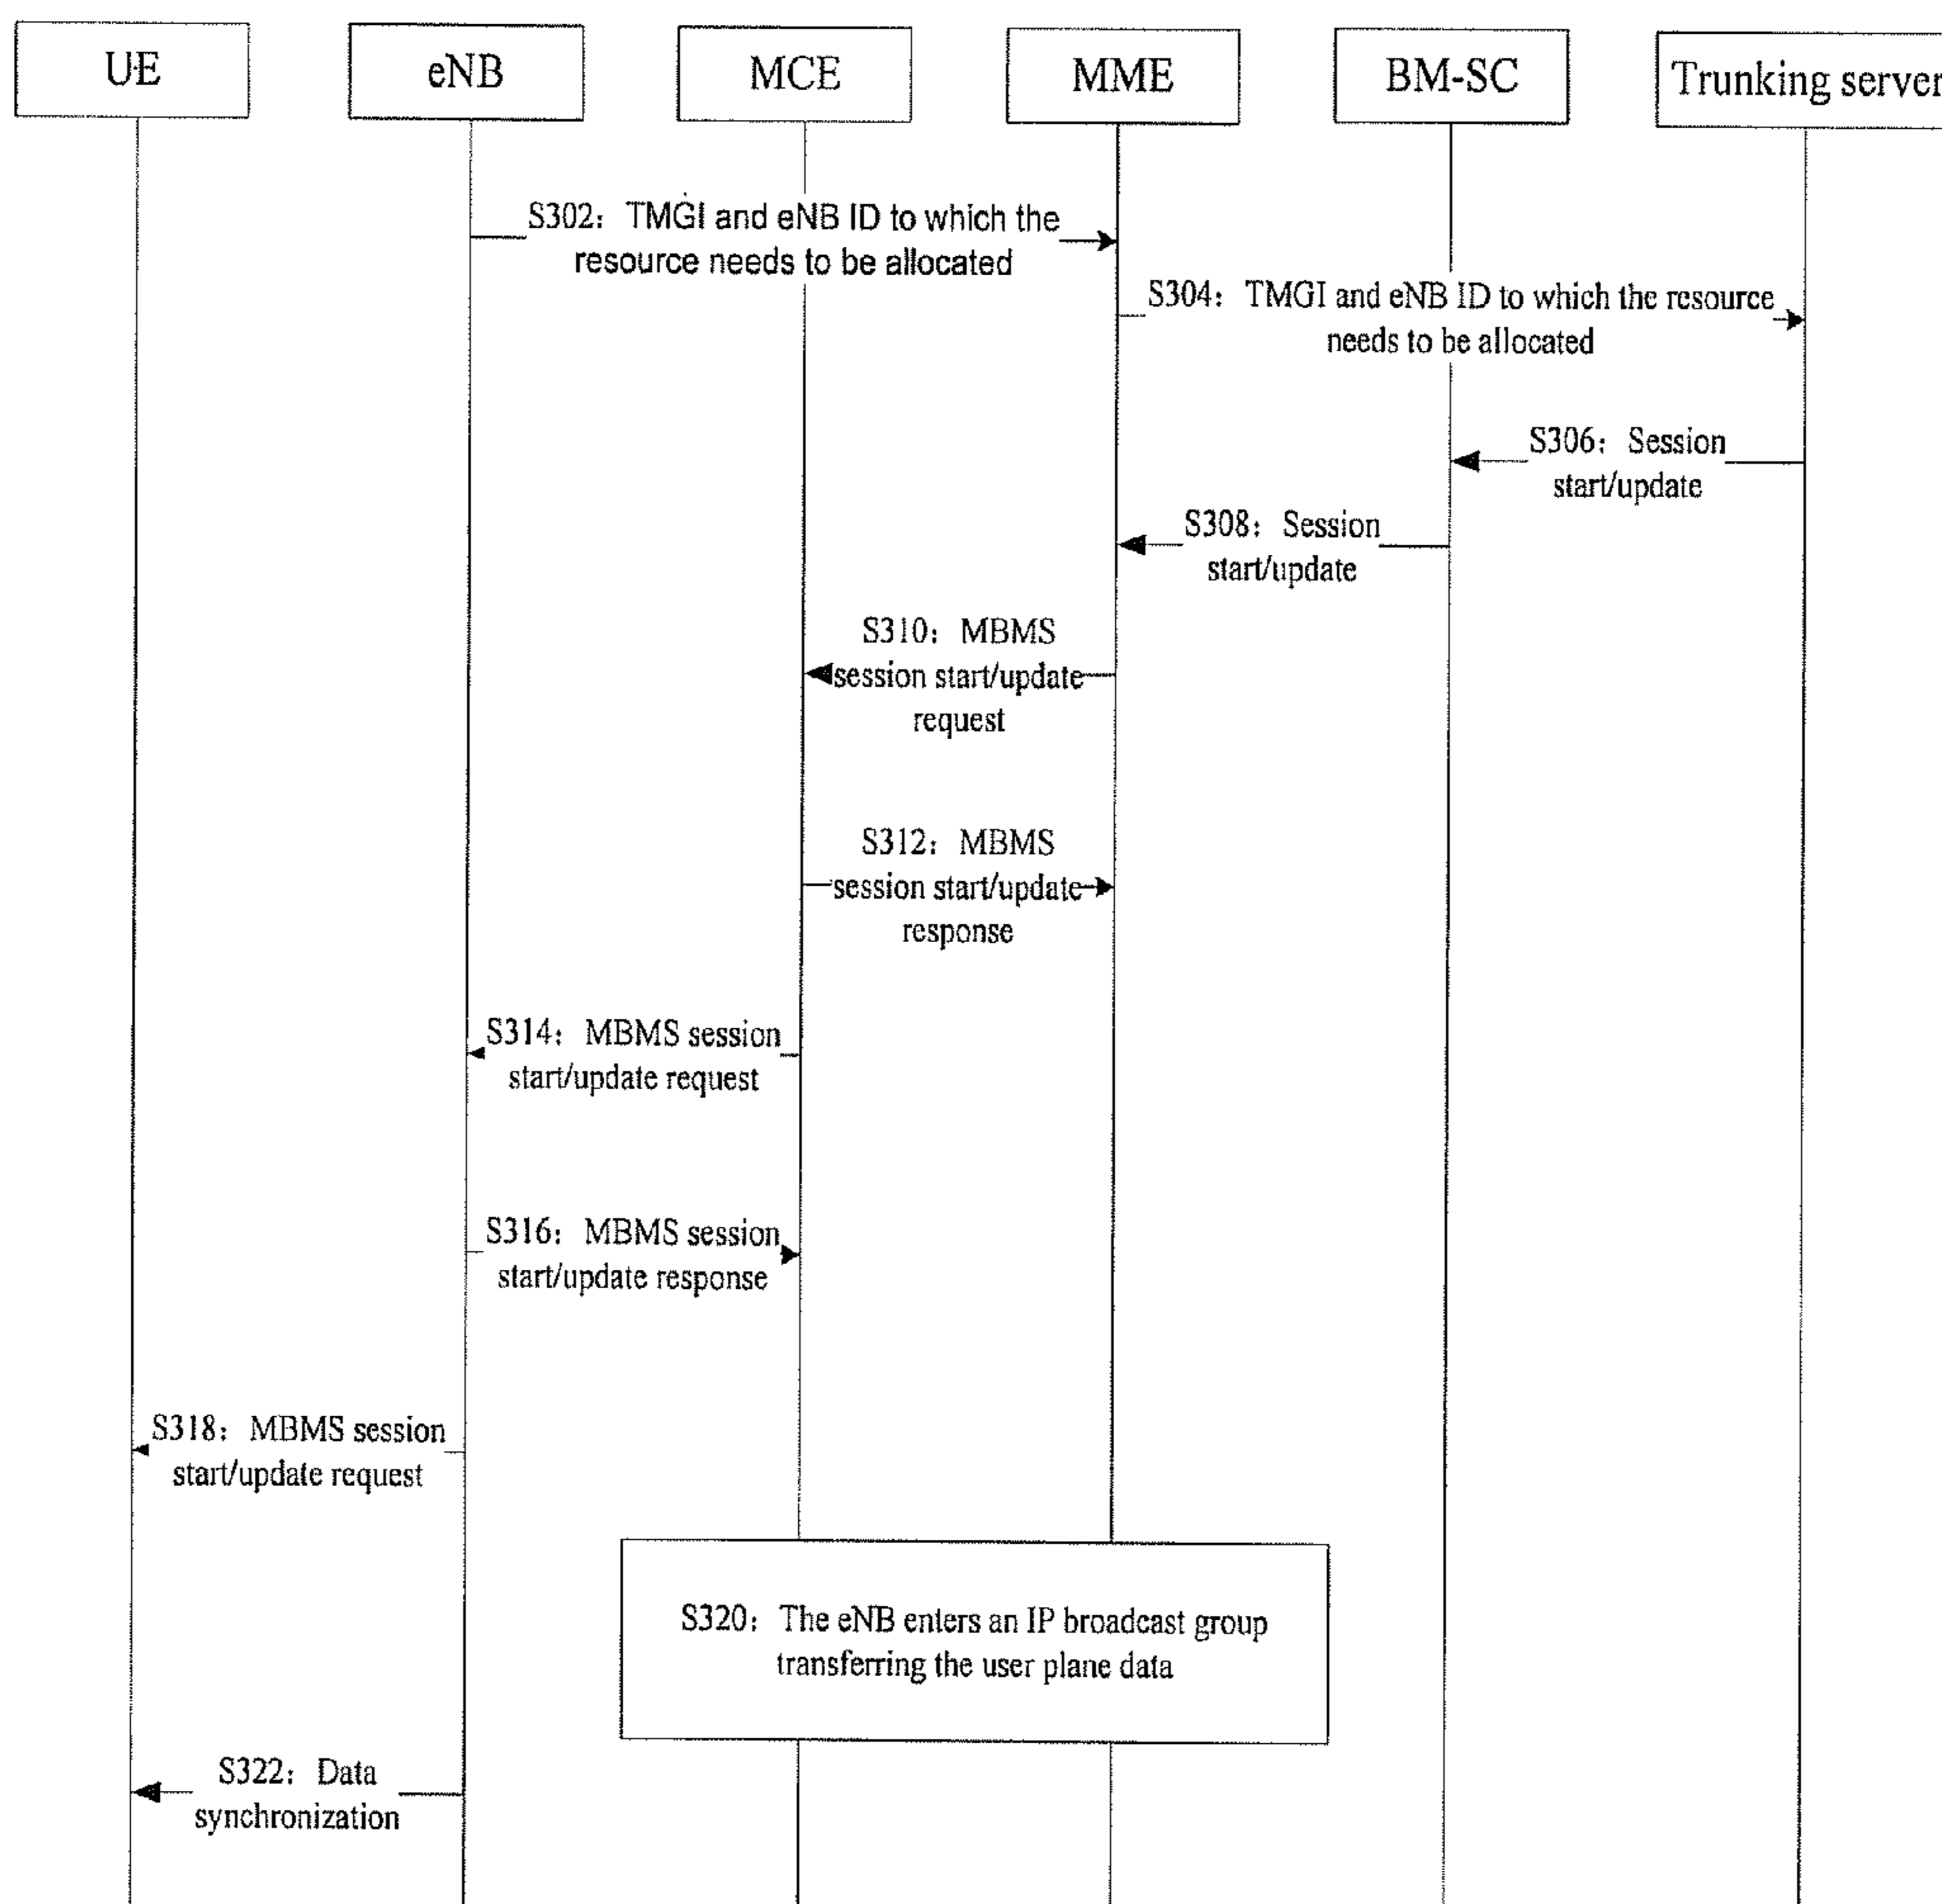 UE
eNB
MCE
MME
BM-SC
Trunking server
S302: TMGI and eNB ID to which the
resource needs to be allocated
S304: TMGI and eNB ID to which the resource
needs to be allocated
S306: Session
start/update
S308: Session
start/update
S310: MBMS
session start/update
request
S312: MBMS
session start/update
response
S314: MBMS session
start/update request
S316: MBMS session
start/update response
S318: MBMS session
start/update request
S320: The eNB enters an IP broadcast group
transferring the user plane data
S322: Data
synchronization